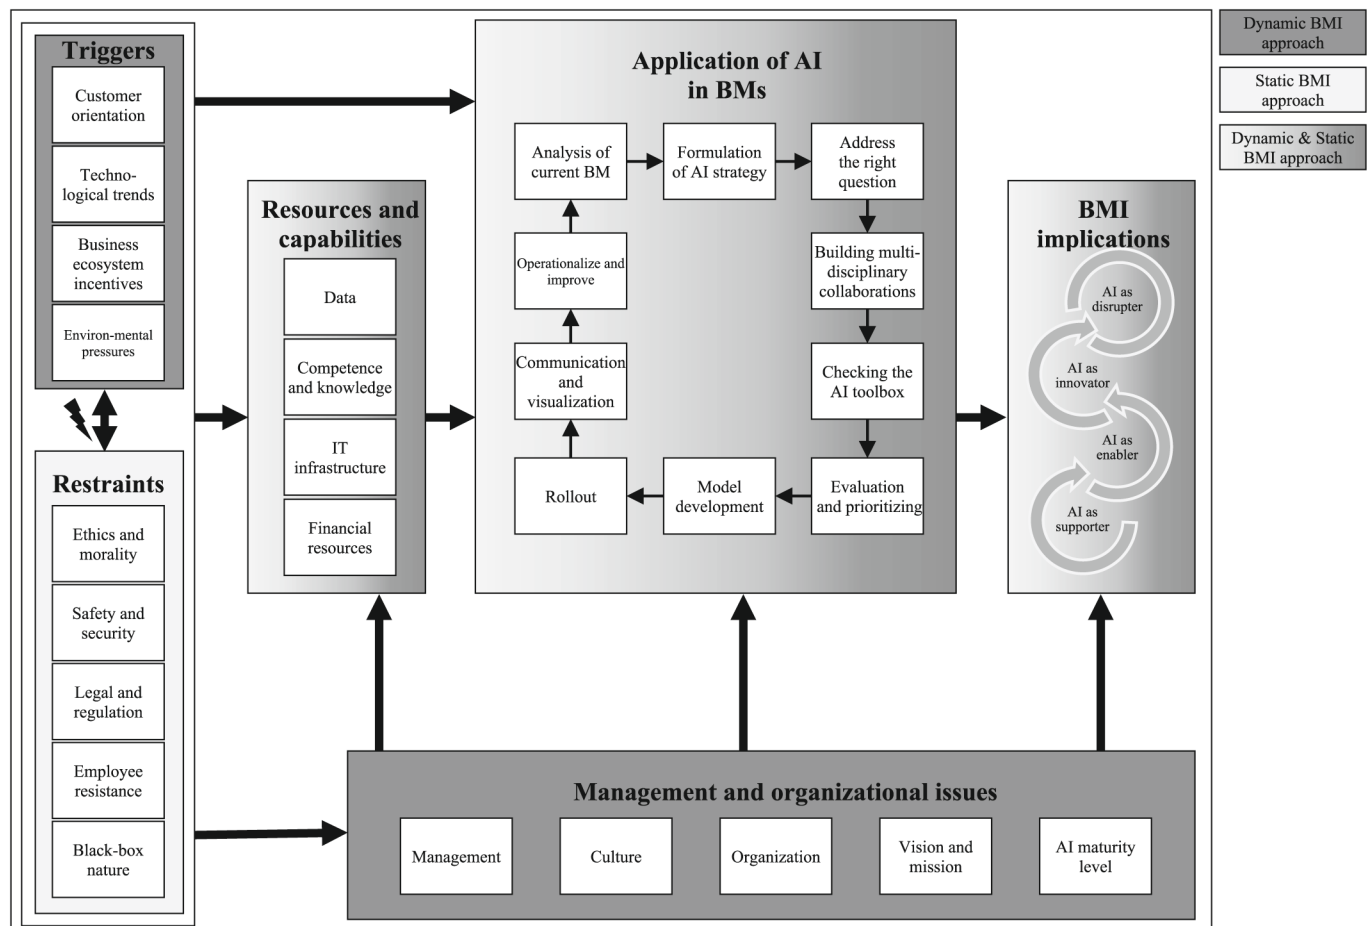 Triggers
Customer
orientation
Techno-
logical trends
Business
ecosystem
incentives
Environ-mental
pressures
Restraints
Ethics and
morality
Safety and
security
Legal and
regulation
Employee
resistance
Black-box
nature
Resources and
capabilities
Data
Competence
and knowledge
IT
infrastructure
Financial
resources
Application of AI
in BMs
Analysis of
current BM
Formulation
of AI strategy
Address
the right
question
Building multi-
disciplinary
collaborations
Checking the
AI toolbox
Evaluation
and prioritizing
Model
development
Rollout
Communication
and
visualization
Operationalize and
improve
BMI
implications
AI as
disrupter
AI as
innovator
AI as
enabler
AI as
supporter
Management and organizational issues
Management
Culture
Organization
Vision and
mission
AI maturity
level
Dynamic BMI
approach
Static BMI
approach
Dynamic & Static
BMI approach